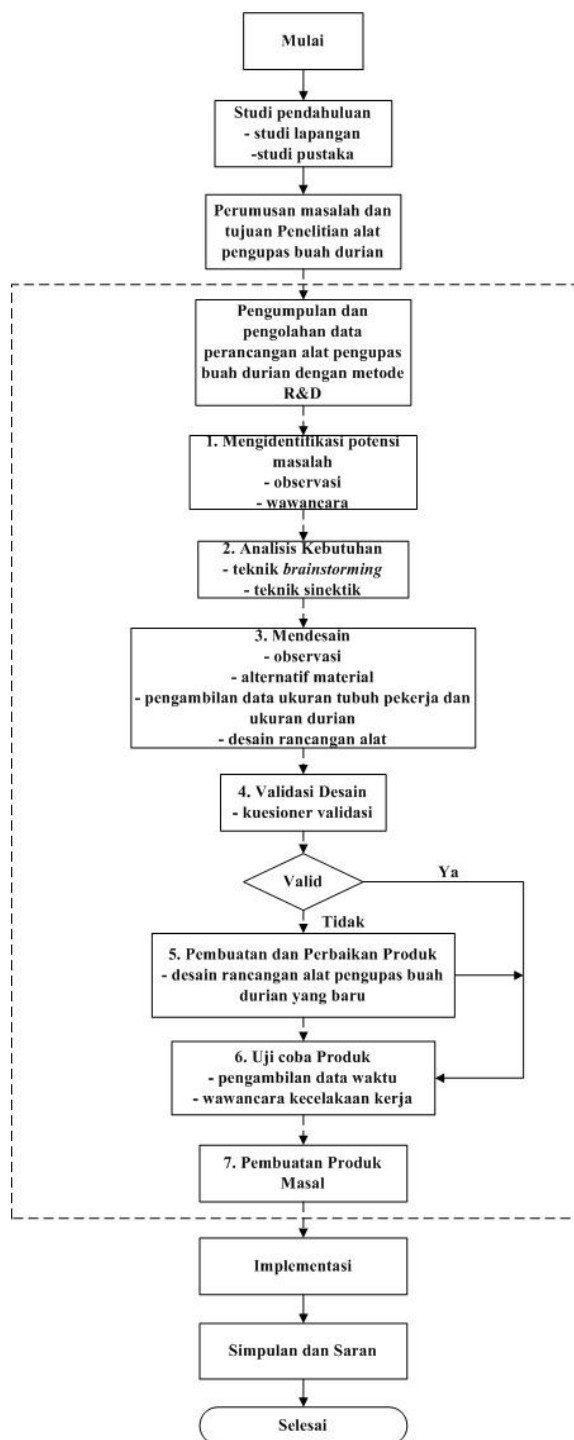 Mulai
Studi pendahuluan
- studi lapangan
-studi pustaka
Perumusan masalah dan
tujuan Penelitian alat
pengupas buah durian
Pengumpulan dan
pengolahan data
perancangan alat pengupas
buah durian dengan metode
R&D
1. Mengidentifikasi potensi
masalah
- observasi
- wawancara
2. Analisis Kebutuhan
- teknik brainstorming
- teknik sinektik
3. Mendesain
- observasi
- alternatif material
- pengambilan data ukuran tubuh pekerja dan
ukuran durian
- desain rancangan alat
4. Validasi Desain
- kuesioner validasi
Valid
Ya
Tidak
5. Pembuatan dan Perbaikan Produk
- desain rancangan alat pengupas buah
durian yang baru
6. Uji coba Produk
- pengambilan data waktu
- wawancara kecelakaan kerja
7. Pembuatan Produk
Masal
Implementasi
Simpulan dan Saran
Selesai